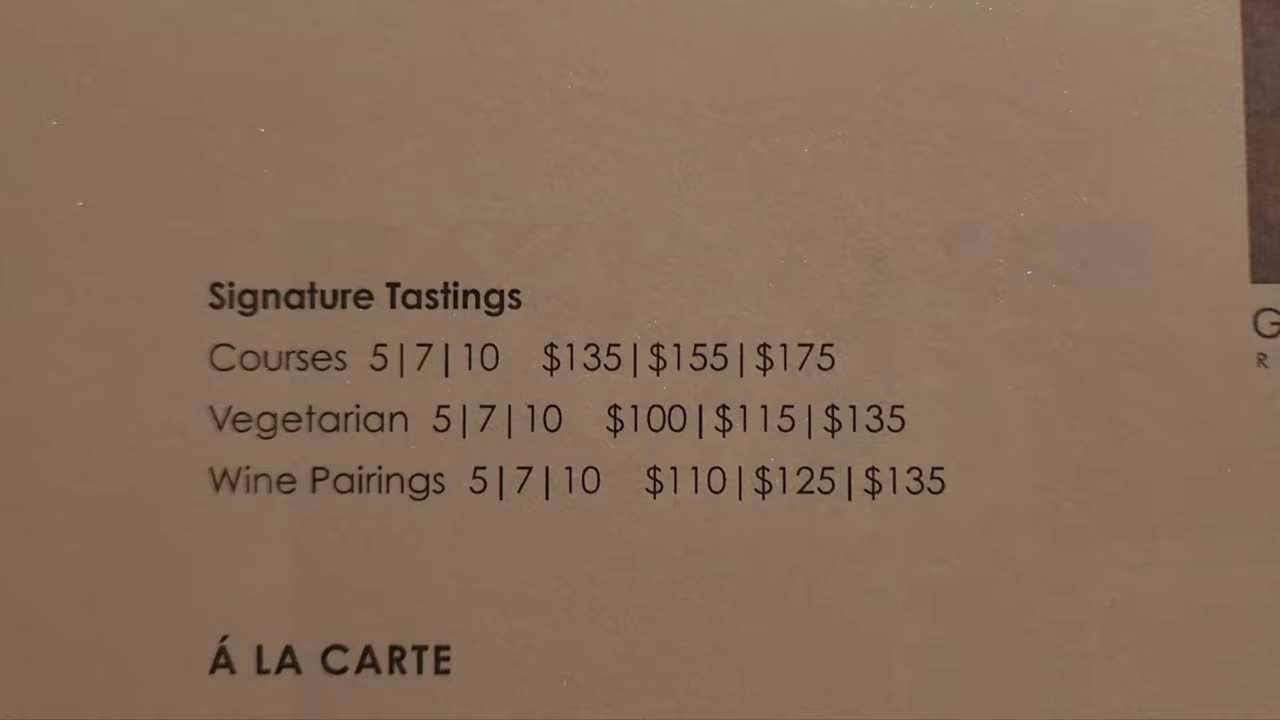 Signature Tastings
Courses 5|7|10 $135|$155|$175
Vegetarian 5|7|10 $100|$115|$135
Wine Pairings 5|7|10 $110|$125|$135
Á LA CARTE
G
R